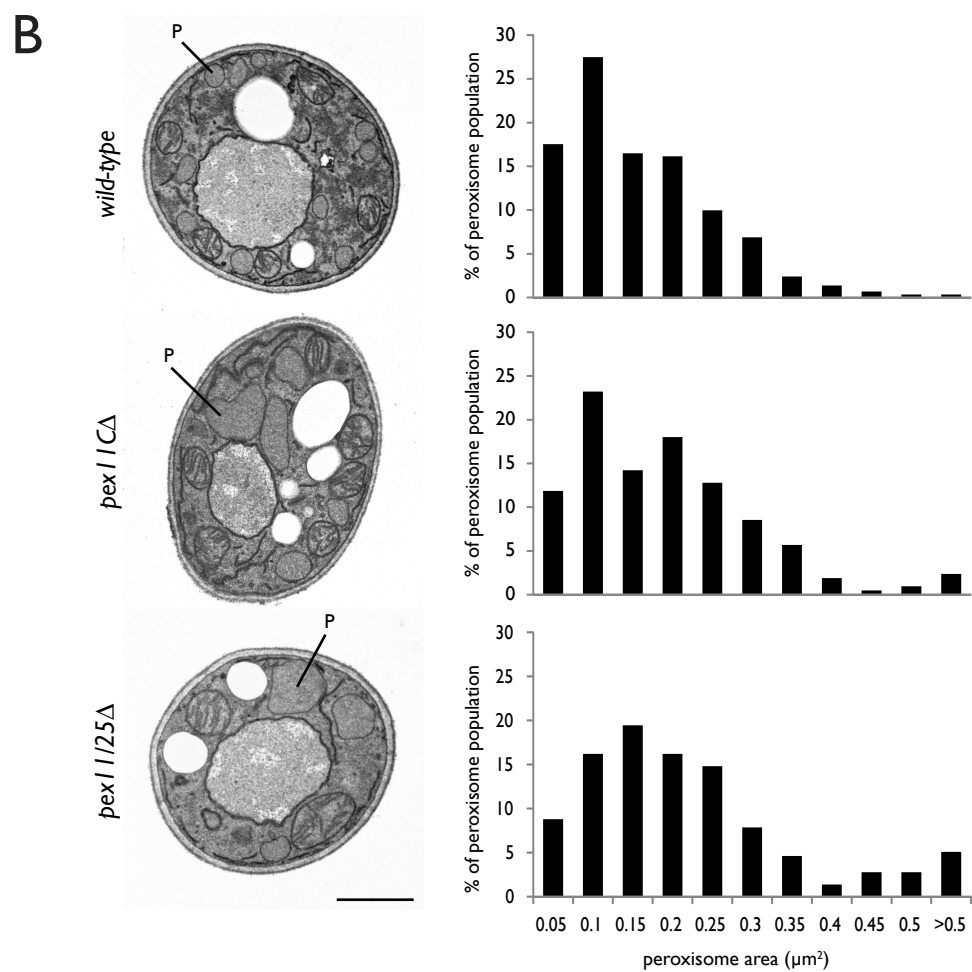 B
P
wild-type
% of peroxisome population
30
25
20
15
10
5
0
P
pex11CΔ
% of peroxisome population
30
25
20
15
10
5
0
P
pex11/25Δ
% of peroxisome population
30
25
20
15
10
5
0
0.05 0.1 0.15 0.2 0.25 0.3 0.35 0.4 0.45 0.5 >0.5
peroxisome area (µm²)